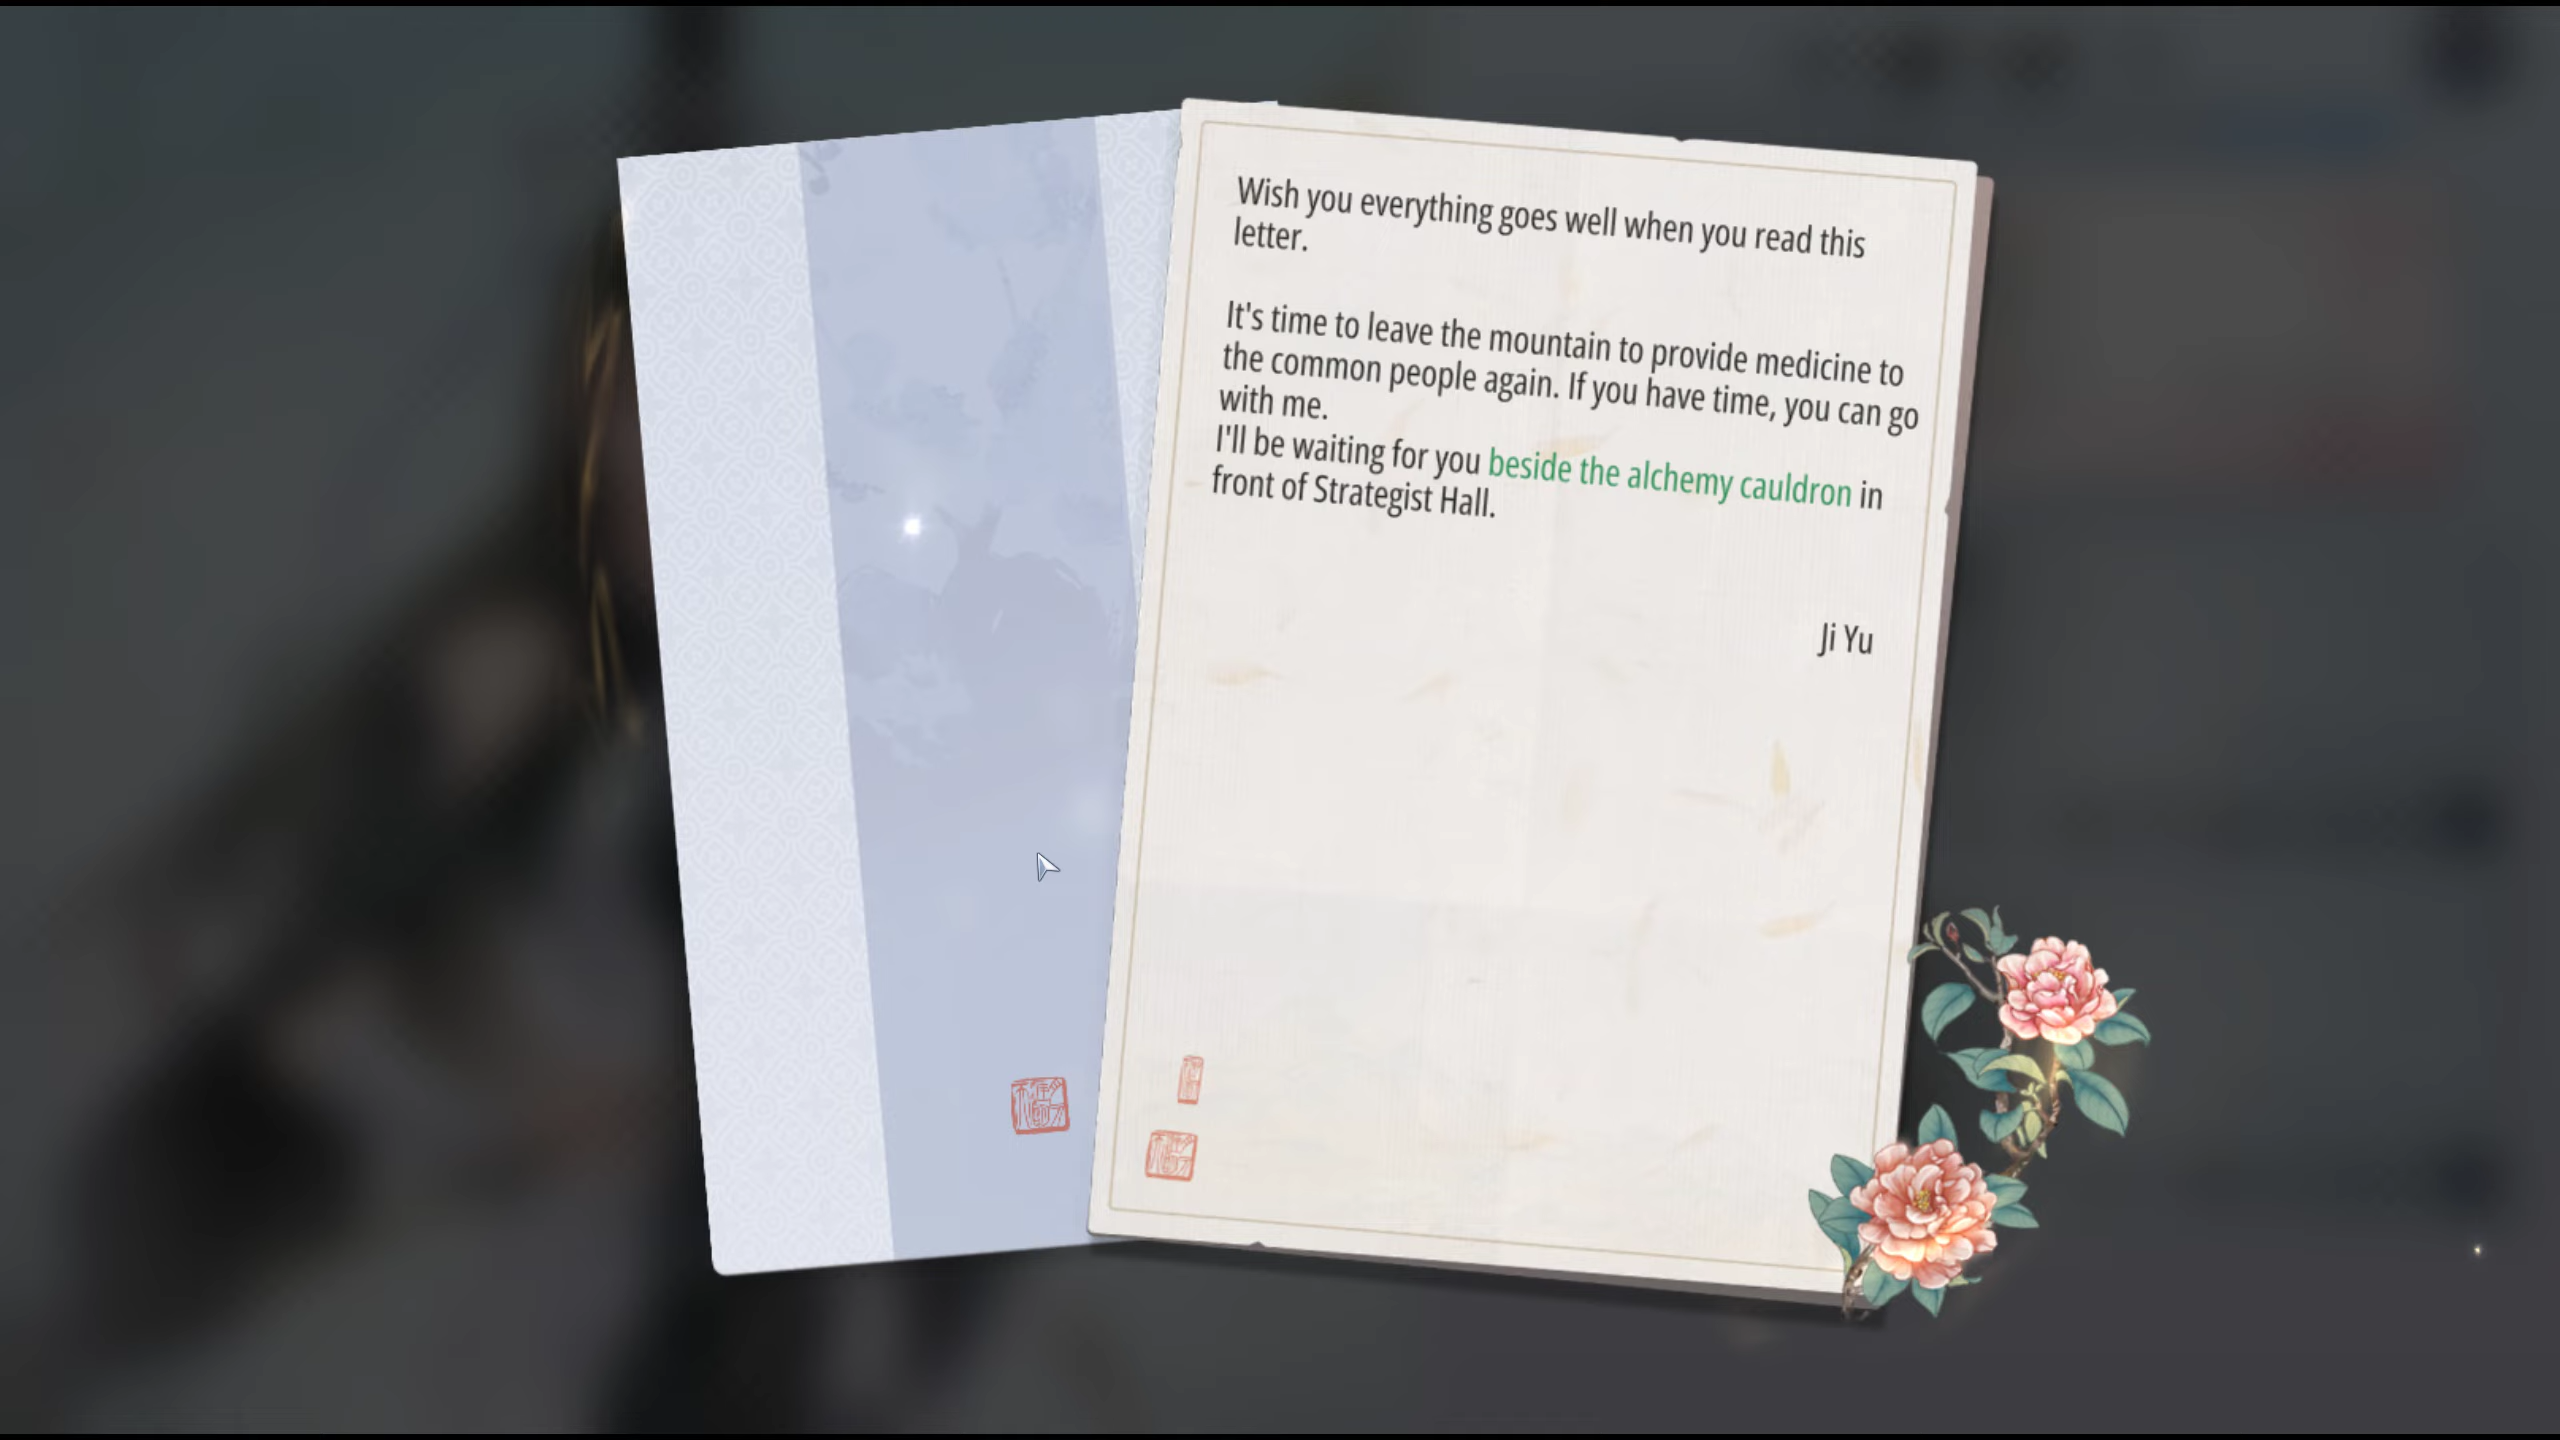 Wish you everything goes well when you read this
letter.
It's time to leave the mountain to provide medicine to
the common people again. If you have time, you can go
with me.
I'll be waiting for you beside the alchemy cauldron in
front of Strategist Hall.
Ji Yu